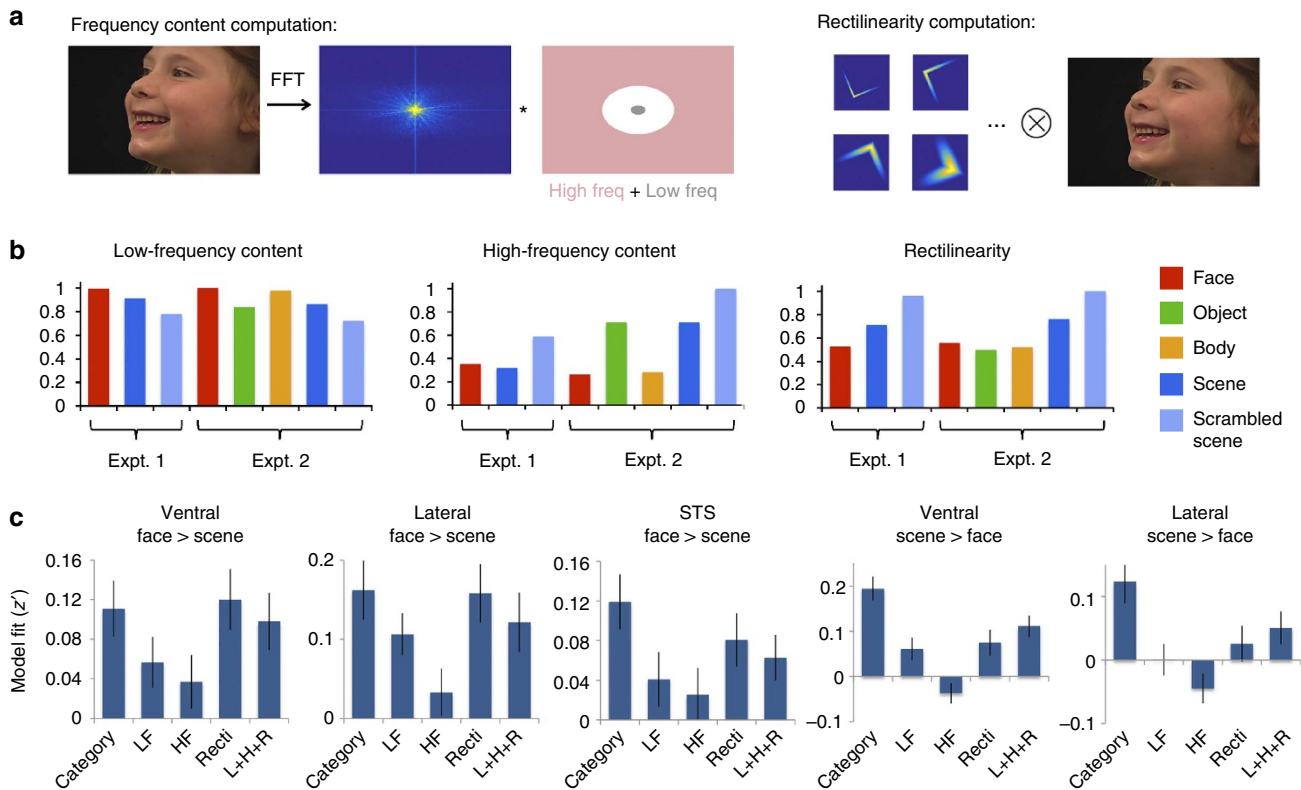 a
Frequency content computation:
Rectilinearity computation:
FFT
*
...
High freq + Low freq
b
Low-frequency content
High-frequency content
Rectilinearity
1
0.8
0.6
0.4
0.2
0
1
0.8
0.6
0.4
0.2
0
1
0.8
0.6
0.4
0.2
0
Expt. 1
Expt. 2
Expt. 1
Expt. 2
Expt. 1
Expt. 2
Face
Object
Body
Scene
Scrambled
scene
c
Ventral
face > scene
Lateral
face > scene
STS
face > scene
Ventral
scene > face
Lateral
scene > face
Model fit (z′)
0.16
0.12
0.08
0.04
0
Category
LF
HF
Recti
L+H+R
0.2
0.1
0
Category
LF
HF
Recti
L+H+R
0.16
0.12
0.08
0.04
0
Category
LF
HF
Recti
L+H+R
0.2
0.1
0
–0.1
Category
LF
HF
Recti
L+H+R
0.1
0
–0.1
Category
LF
HF
Recti
L+H+R